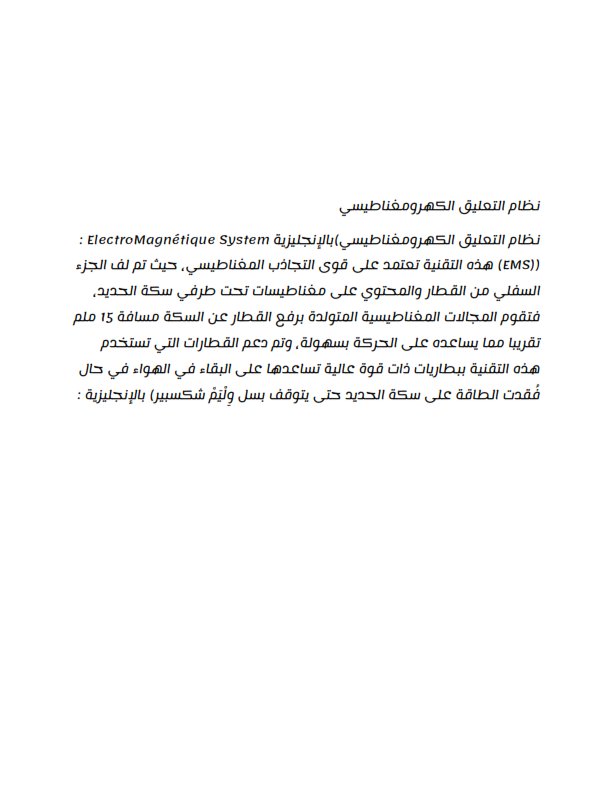 نظام التعليق الكهرومغناطيسي
نظام التعليق الكهرومغناطيسي)بالإنجليزية ElectroMagnétique System :
((EMS) هذه التقنية تعتمد على قوى التجاذب المغناطيسي، حيث تم لف الجزء
السفلي من القطار والمحتوي على مغناطيسات تحت طرفي سكة الحديد،
فتقوم المجالات المغناطيسية المتولدة برفع القطار عن السكة مسافة 15 ملم
تقريبا مما يساعده على الحركة بسهولة، وتم دعم القطارات التي تستخدم
هذه التقنية ببطاريات ذات قوة عالية تساعدها على البقاء في الهواء في حال
فُقدت الطاقة على سكة الحديد حتى يتوقف بسل وِلْيَمْ شكسبير) بالإنجليزية :